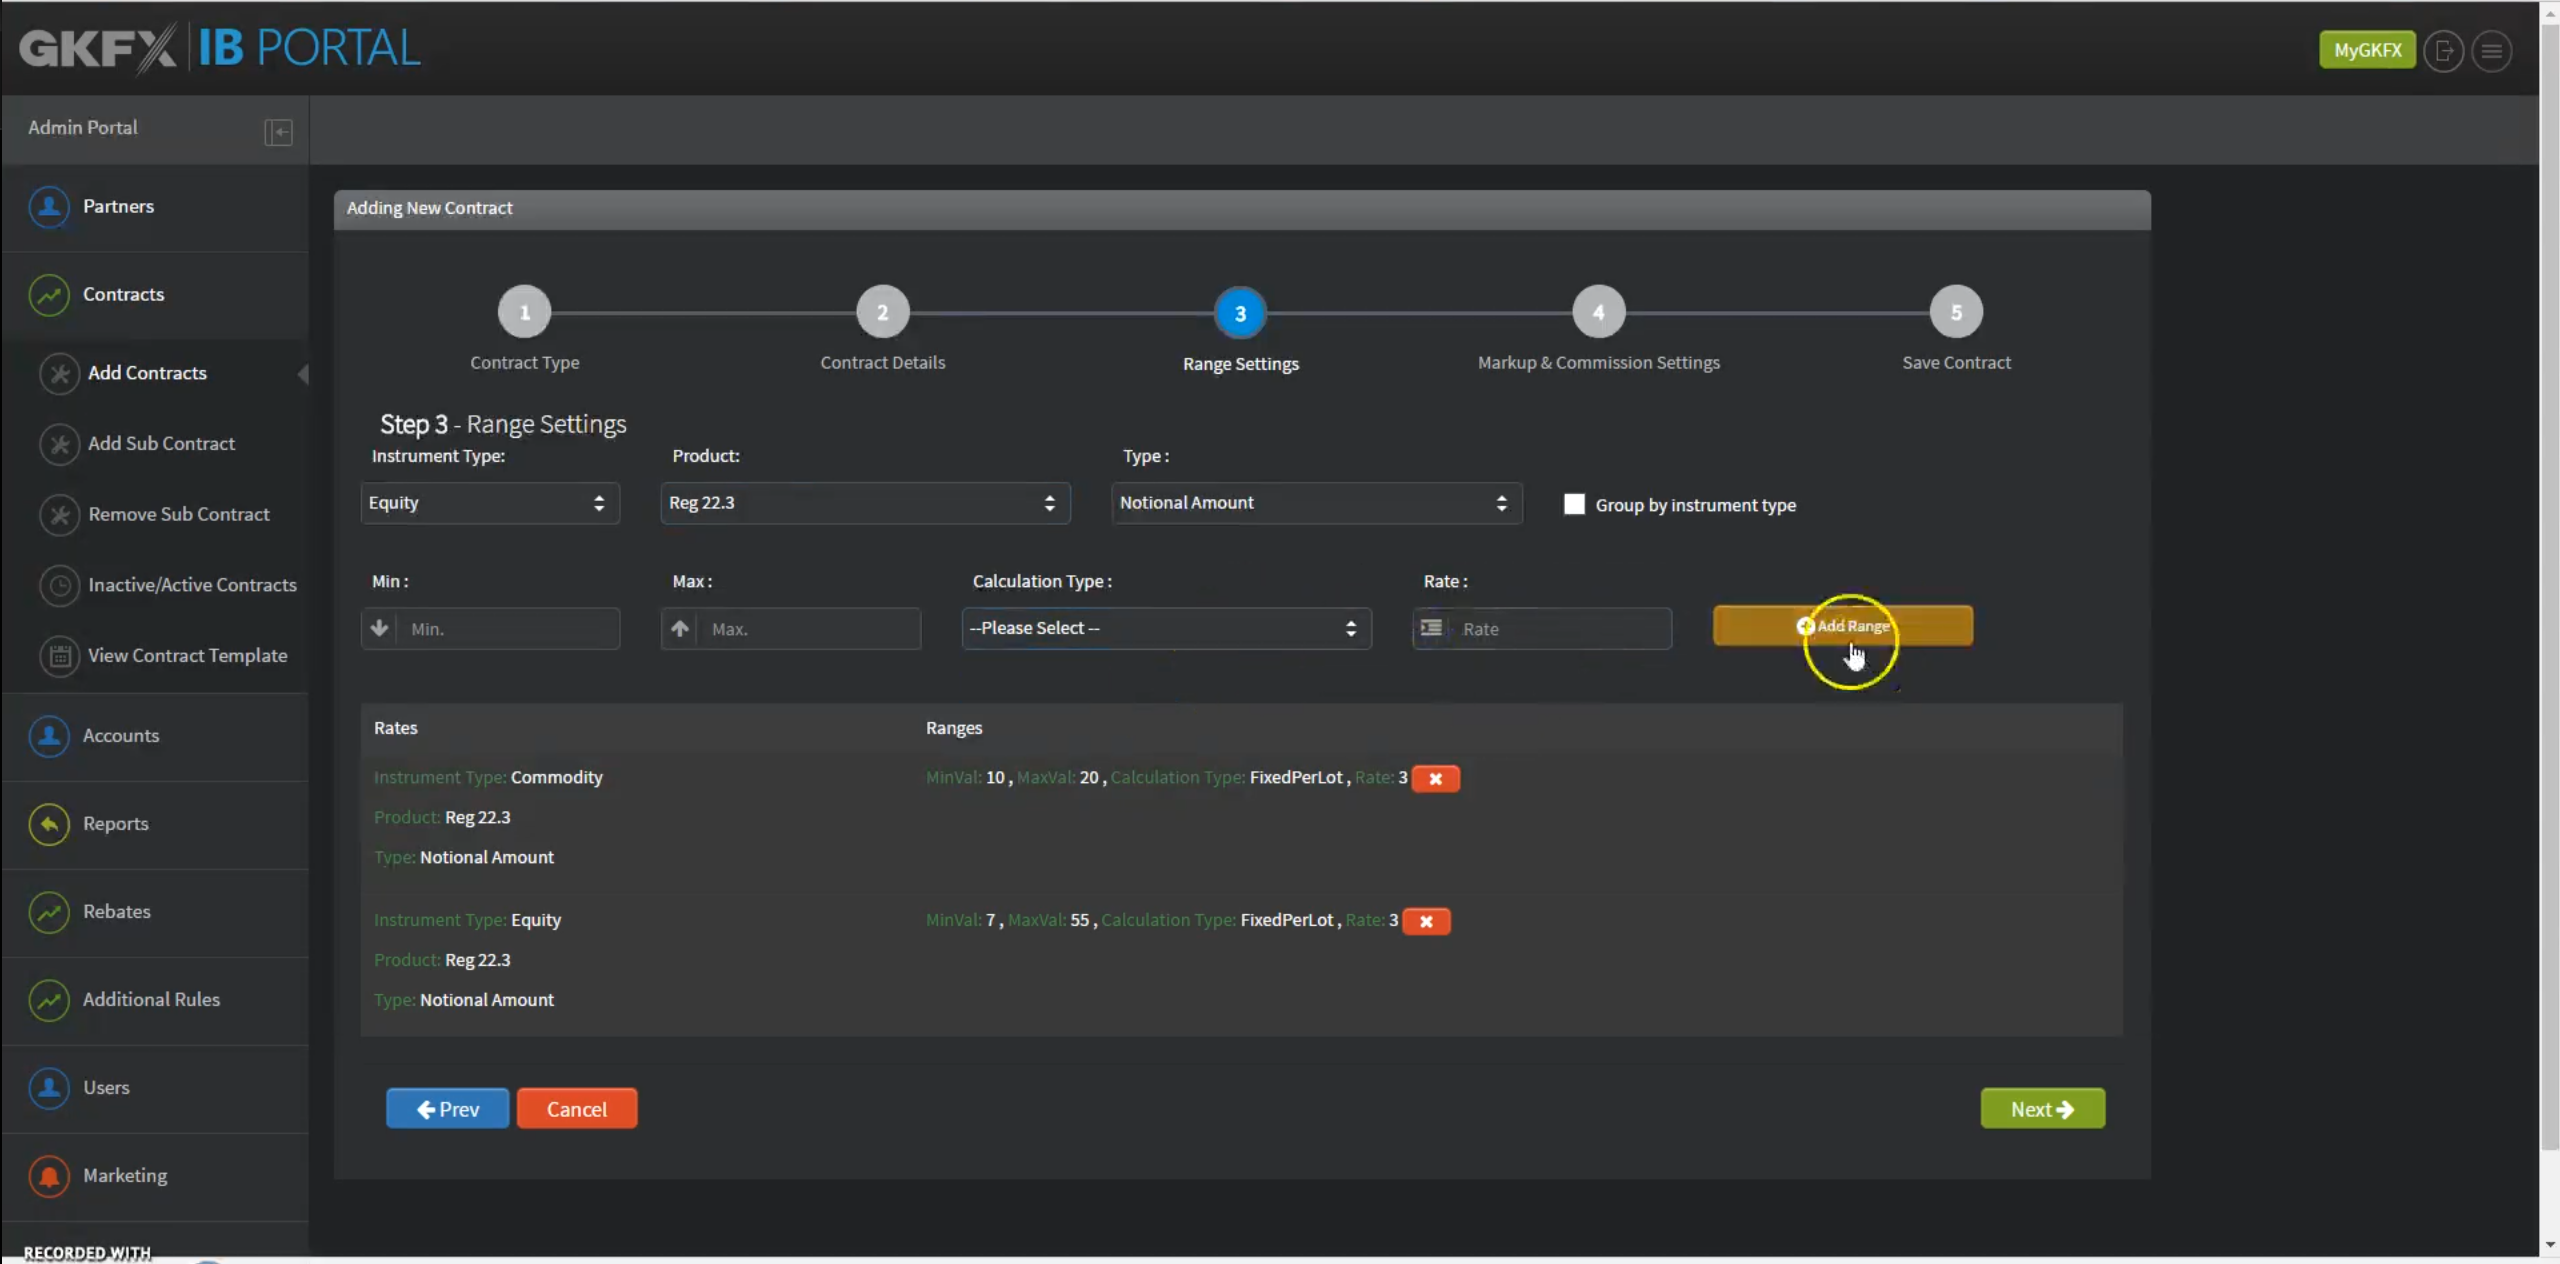 GKFX IB PORTAL
MyGKFX
Admin Portal
Partners
Contracts
Add Contracts
Add Sub Contract
Remove Sub Contract
Inactive/Active Contracts
View Contract Template
Accounts
Reports
Rebates
Additional Rules
Users
Marketing
RECORDED WITH
Adding New Contract
1 2 3 4 5
Contract Type Contract Details Range Settings Markup & Commission Settings Save Contract
Step 3 - Range Settings
Instrument Type: Product: Type :
Equity Reg 22.3 Notional Amount Group by instrument type
Min : Max : Calculation Type : Rate :
Min. Max. --Please Select -- Rate Add Range
Rates Ranges
Instrument Type: Commodity MinVal: 10 , MaxVal: 20 , Calculation Type: FixedPerLot , Rate: 3
Product: Reg 22.3
Type: Notional Amount
Instrument Type: Equity MinVal: 7 , MaxVal: 55 , Calculation Type: FixedPerLot , Rate: 3
Product: Reg 22.3
Type: Notional Amount
Prev Cancel Next